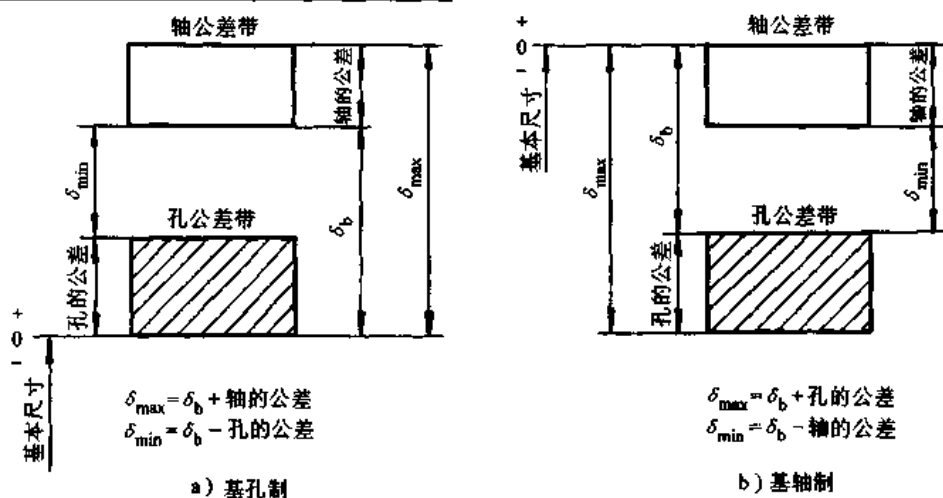 轴公差带
+
0
-
轴的公差
δmin
δb
δmax
孔公差带
孔的公差
+
0
-
基本尺寸
δmax=δb+轴的公差
δmin=δb-孔的公差
a) 基孔制
轴公差带
基本尺寸
δmax
δb
轴的公差
δmin
孔公差带
孔的公差
δmax=δb+孔的公差
δmin=δb-轴的公差
b) 基轴制